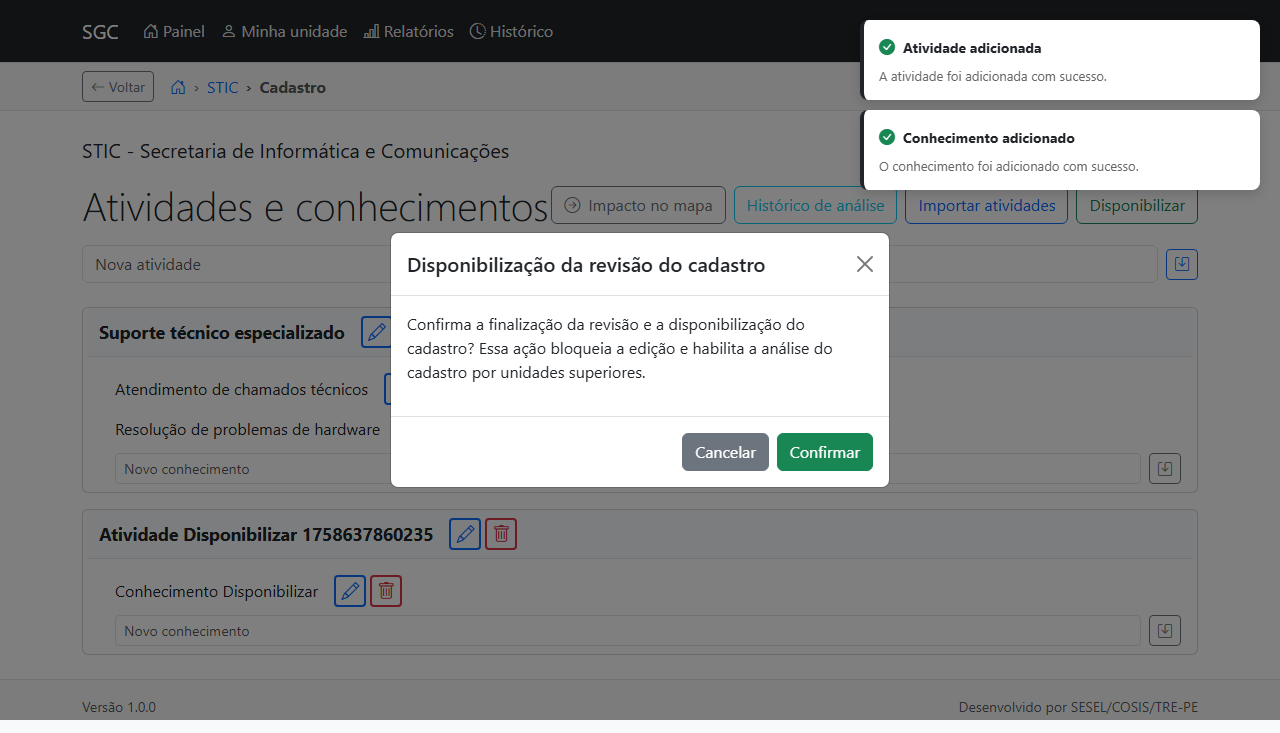 SGC Painel Minha unidade Relatórios Histórico
Atividade adicionada
A atividade foi adicionada com sucesso.
Voltar › STIC › Cadastro
Conhecimento adicionado
O conhecimento foi adicionado com sucesso.
STIC - Secretaria de Informática e Comunicações
Atividades e conhecimentos Impacto no mapa Histórico de análise Importar atividades Disponibilizar
Nova atividade
Disponibilização da revisão do cadastro
Confirma a finalização da revisão e a disponibilização do
cadastro? Essa ação bloqueia a edição e habilita a análise do
cadastro por unidades superiores.
Cancelar Confirmar
Suporte técnico especializado
Atendimento de chamados técnicos
Resolução de problemas de hardware
Novo conhecimento
Atividade Disponibilizar 1758637860235
Conhecimento Disponibilizar
Novo conhecimento
Versão 1.0.0 Desenvolvido por SESEL/COSIS/TRE-PE